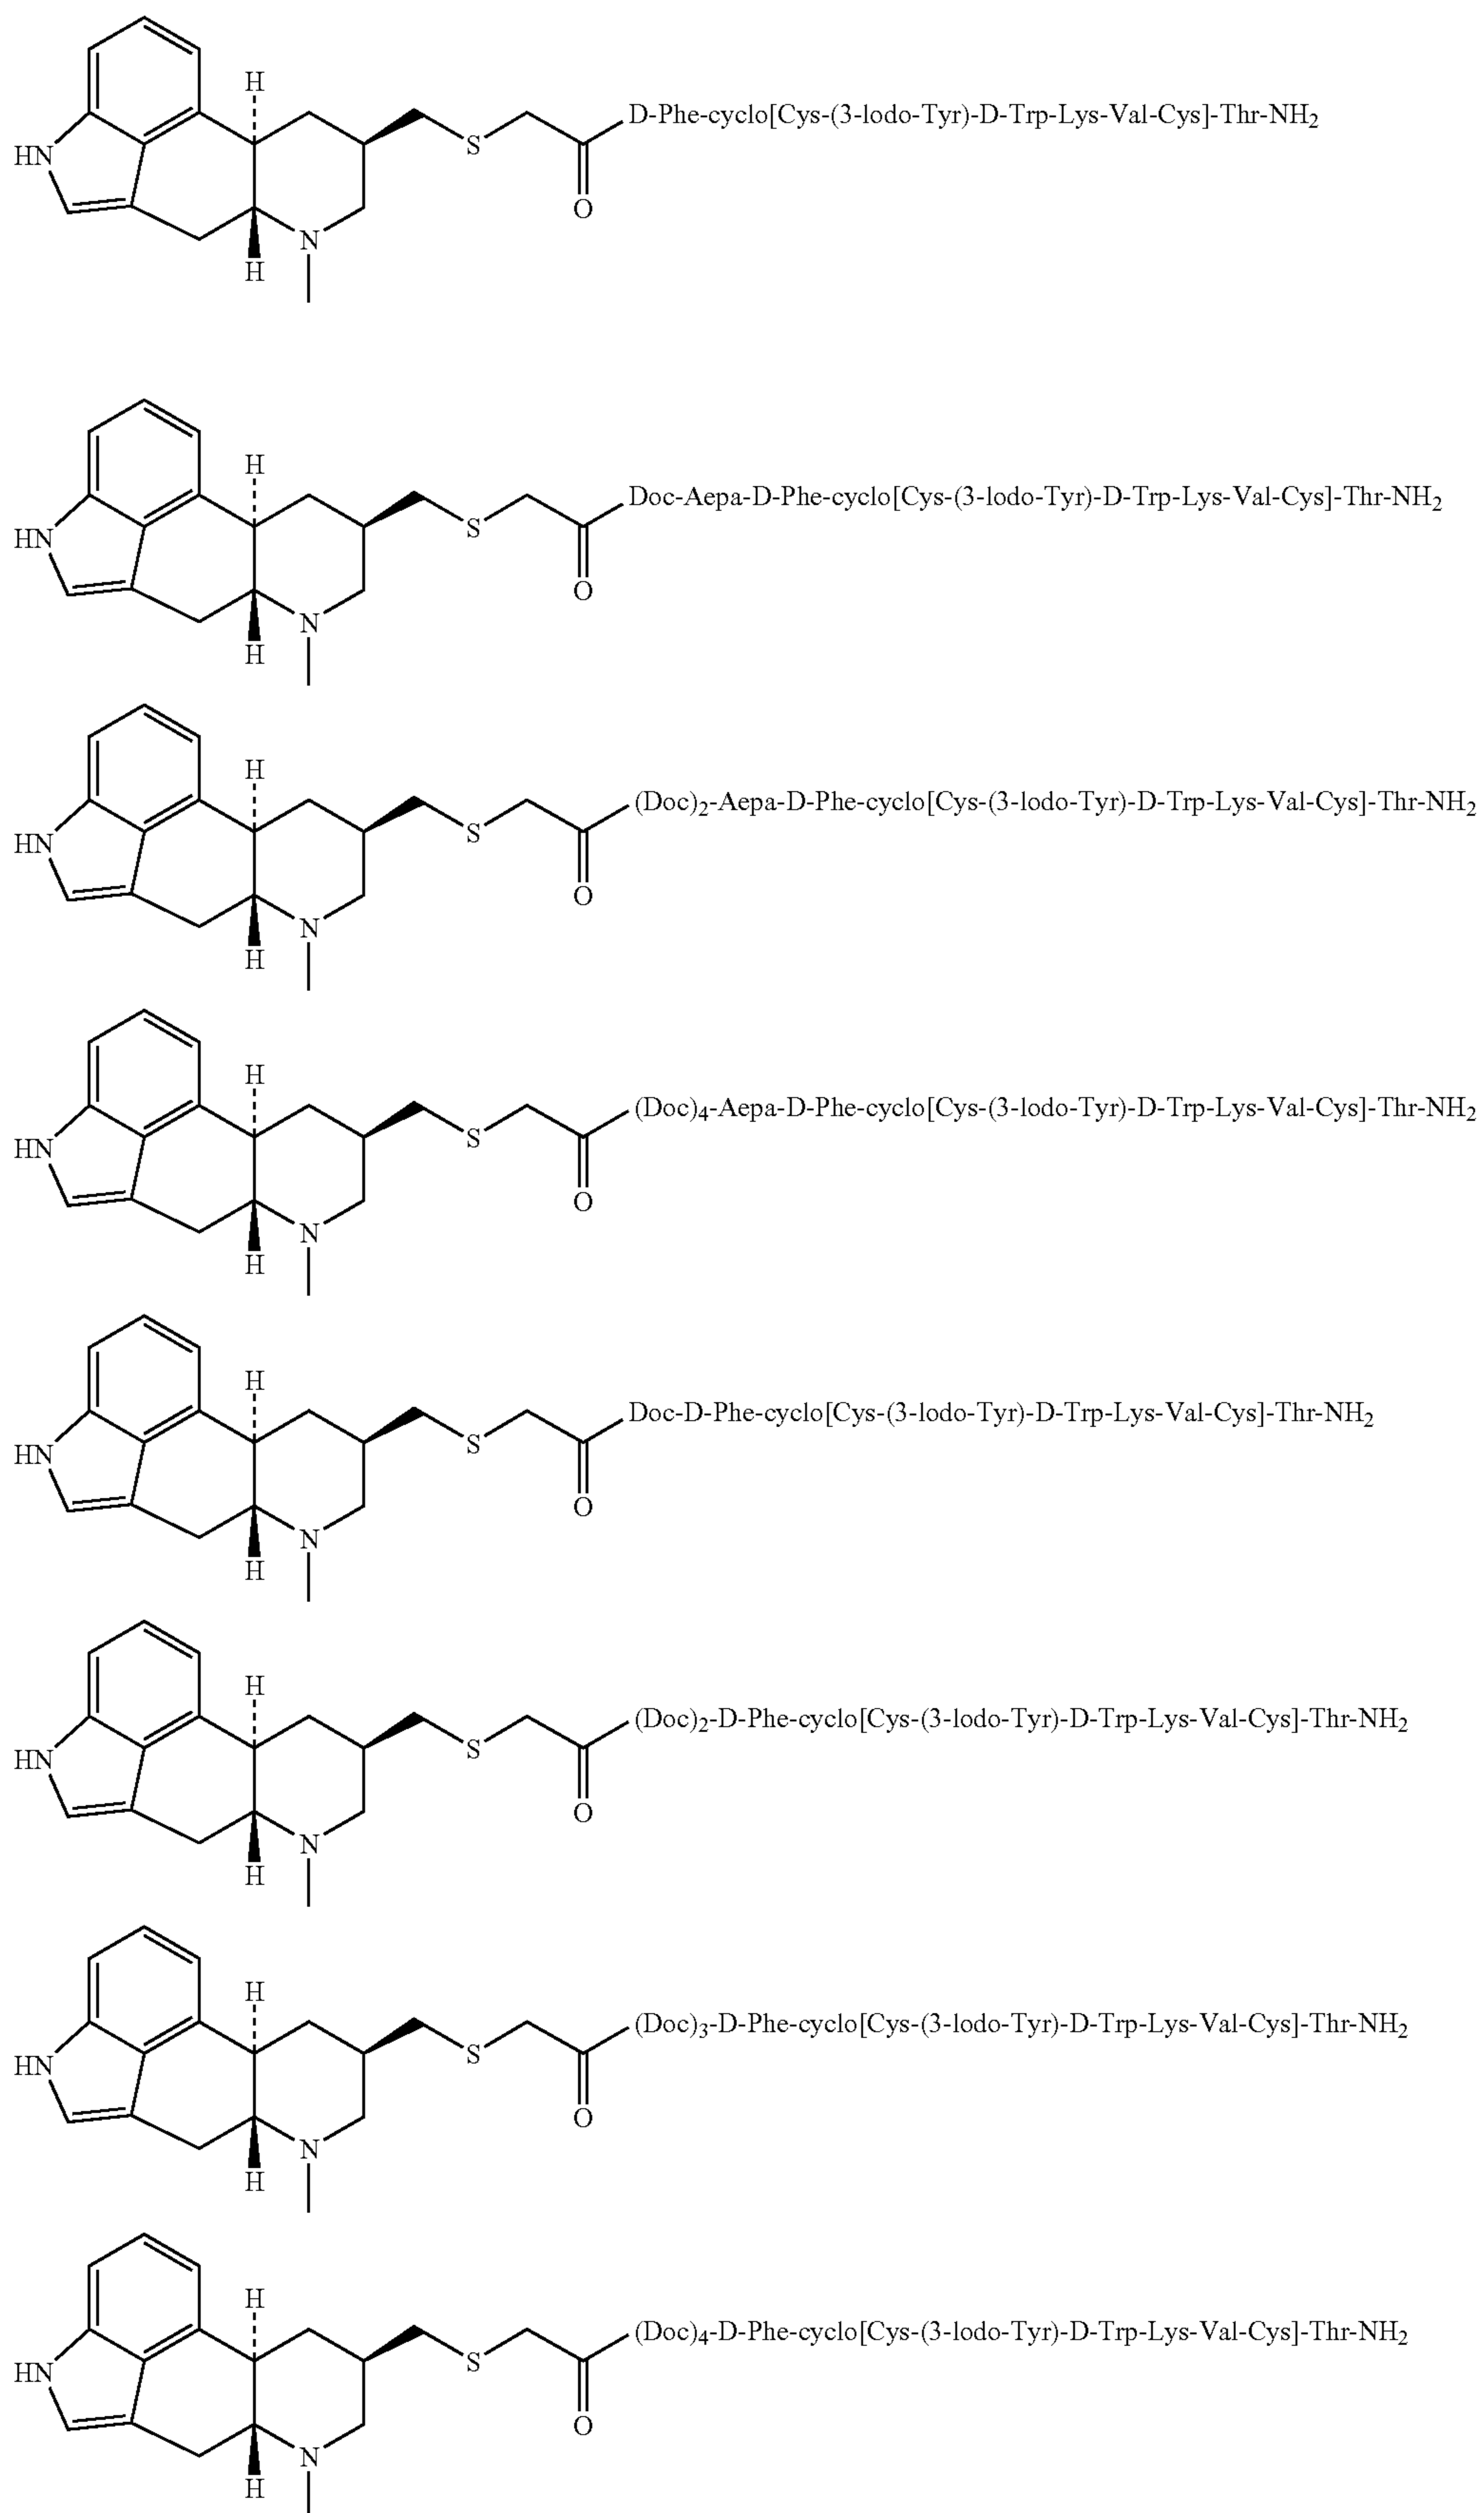 H
D-Phe-cyclo[Cys-(3-Iodo-Tyr)-D-Trp-Lys-Val-Cys]-Thr-NH₂
HN
S
O
N
H
H
Doc-Aepa-D-Phe-cyclo[Cys-(3-Iodo-Tyr)-D-Trp-Lys-Val-Cys]-Thr-NH₂
HN
S
O
N
H
H
(Doc)₂-Aepa-D-Phe-cyclo[Cys-(3-Iodo-Tyr)-D-Trp-Lys-Val-Cys]-Thr-NH₂
HN
S
O
N
H
H
(Doc)₄-Aepa-D-Phe-cyclo[Cys-(3-Iodo-Tyr)-D-Trp-Lys-Val-Cys]-Thr-NH₂
HN
S
O
N
H
H
Doc-D-Phe-cyclo[Cys-(3-Iodo-Tyr)-D-Trp-Lys-Val-Cys]-Thr-NH₂
HN
S
O
N
H
H
(Doc)₂-D-Phe-cyclo[Cys-(3-Iodo-Tyr)-D-Trp-Lys-Val-Cys]-Thr-NH₂
HN
S
O
N
H
H
(Doc)₃-D-Phe-cyclo[Cys-(3-Iodo-Tyr)-D-Trp-Lys-Val-Cys]-Thr-NH₂
HN
S
O
N
H
H
(Doc)₄-D-Phe-cyclo[Cys-(3-Iodo-Tyr)-D-Trp-Lys-Val-Cys]-Thr-NH₂
HN
S
O
N
H